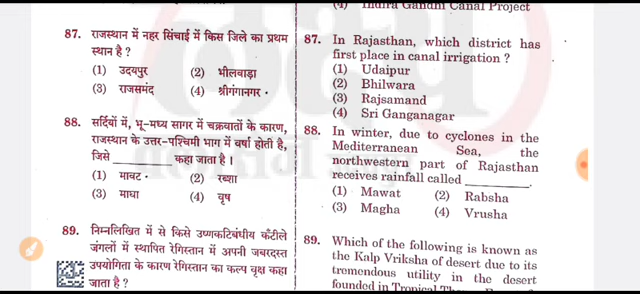 (4) Indira Gandhi Canal Project
87. राजस्थान में नहर सिंचाई में किस जिले का प्रथम
स्थान है ?
(1) उदयपुर (2) भीलवाड़ा
(3) राजसमंद (4) श्रीगंगानगर
88. सर्दियों में, भू-मध्य सागर में चक्रवातों के कारण,
राजस्थान के उत्तर-पश्चिमी भाग में वर्षा होती है,
जिसे ________ कहा जाता है ।
(1) मावट (2) रब्शा
(3) माघा (4) वृष
89. निम्नलिखित में से किसे उष्णकटिबंधीय कँटीले
जंगलों में स्थापित रेगिस्तान में अपनी जबरदस्त
उपयोगिता के कारण रेगिस्तान का कल्प वृक्ष कहा
जाता है ?
87. In Rajasthan, which district has
first place in canal irrigation ?
(1) Udaipur
(2) Bhilwara
(3) Rajsamand
(4) Sri Ganganagar
88. In winter, due to cyclones in the
Mediterranean Sea, the
northwestern part of Rajasthan
receives rainfall called ________.
(1) Mawat (2) Rabsha
(3) Magha (4) Vrusha
89. Which of the following is known as
the Kalp Vriksha of desert due to its
tremendous utility in the desert
founded in Tropical